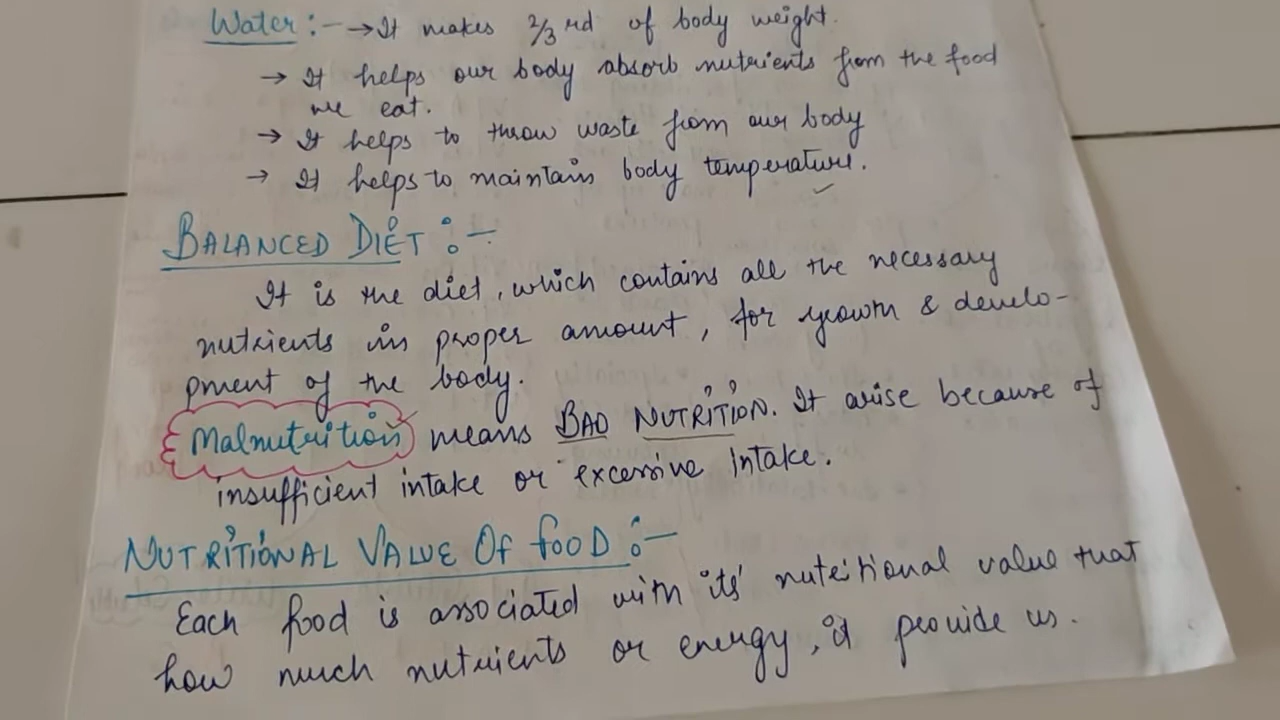 Water :- → It makes 2/3 rd of body weight.
→ It helps our body absorb nutrients from the food
we eat.
→ It helps to throw waste from our body
→ It helps to maintain body temperature.
BALANCED DIET :-
It is the diet, which contains all the necessary
nutrients in proper amount, for growth & develo-
pment of the body.
Malnutrition means BAD NUTRITION. It arise because of
insufficient intake or excessive intake.
NUTRITIONAL VALUE Of fooD :-
Each food is associated with its' nutritional value that
how much nutrients or energy, it provide us.